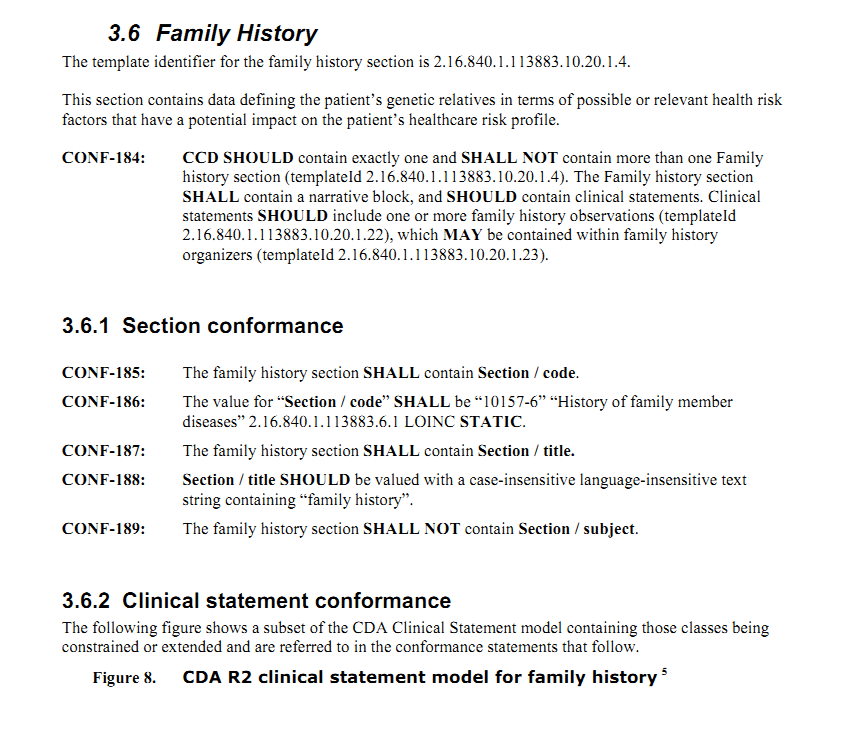 3.6 Family History
The template identifier for the family history section is 2.16.840.1.113883.10.20.1.4.
This section contains data defining the patient's genetic relatives in terms of possible or relevant health risk
factors that have a potential impact on the patient's healthcare risk profile.
CONF-184: CCD SHOULD contain exactly one and SHALL NOT contain more than one Family
history section (templateId 2.16.840.1.113883.10.20.1.4). The Family history section
SHALL contain a narrative block, and SHOULD contain clinical statements. Clinical
statements SHOULD include one or more family history observations (templateId
2.16.840.1.113883.10.20.1.22), which MAY be contained within family history
organizers (templateId 2.16.840.1.113883.10.20.1.23).
3.6.1 Section conformance
CONF-185: The family history section SHALL contain Section / code.
CONF-186: The value for “Section / code” SHALL be “10157-6” “History of family member
diseases” 2.16.840.1.113883.6.1 LOINC STATIC.
CONF-187: The family history section SHALL contain Section / title.
CONF-188: Section / title SHOULD be valued with a case-insensitive language-insensitive text
string containing “family history”.
CONF-189: The family history section SHALL NOT contain Section / subject.
3.6.2 Clinical statement conformance
The following figure shows a subset of the CDA Clinical Statement model containing those classes being
constrained or extended and are referred to in the conformance statements that follow.
Figure 8. CDA R2 clinical statement model for family history 5